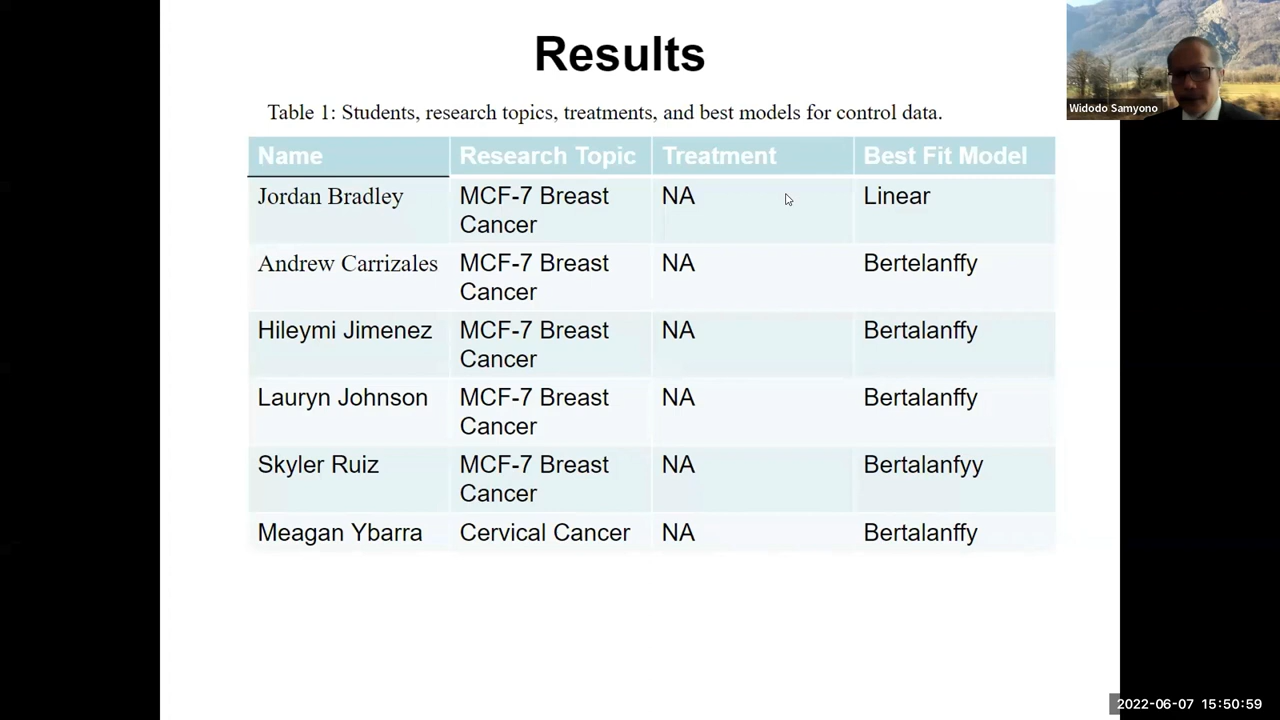 Results
Widodo Samyono
Table 1: Students, research topics, treatments, and best models for control data.
Name Research Topic Treatment Best Fit Model
Jordan Bradley MCF-7 Breast Cancer NA Linear
Andrew Carrizales MCF-7 Breast Cancer NA Bertelanffy
Hileymi Jimenez MCF-7 Breast Cancer NA Bertalanffy
Lauryn Johnson MCF-7 Breast Cancer NA Bertalanffy
Skyler Ruiz MCF-7 Breast Cancer NA Bertalanfyy
Meagan Ybarra Cervical Cancer NA Bertalanffy
2022-06-07 15:50:59